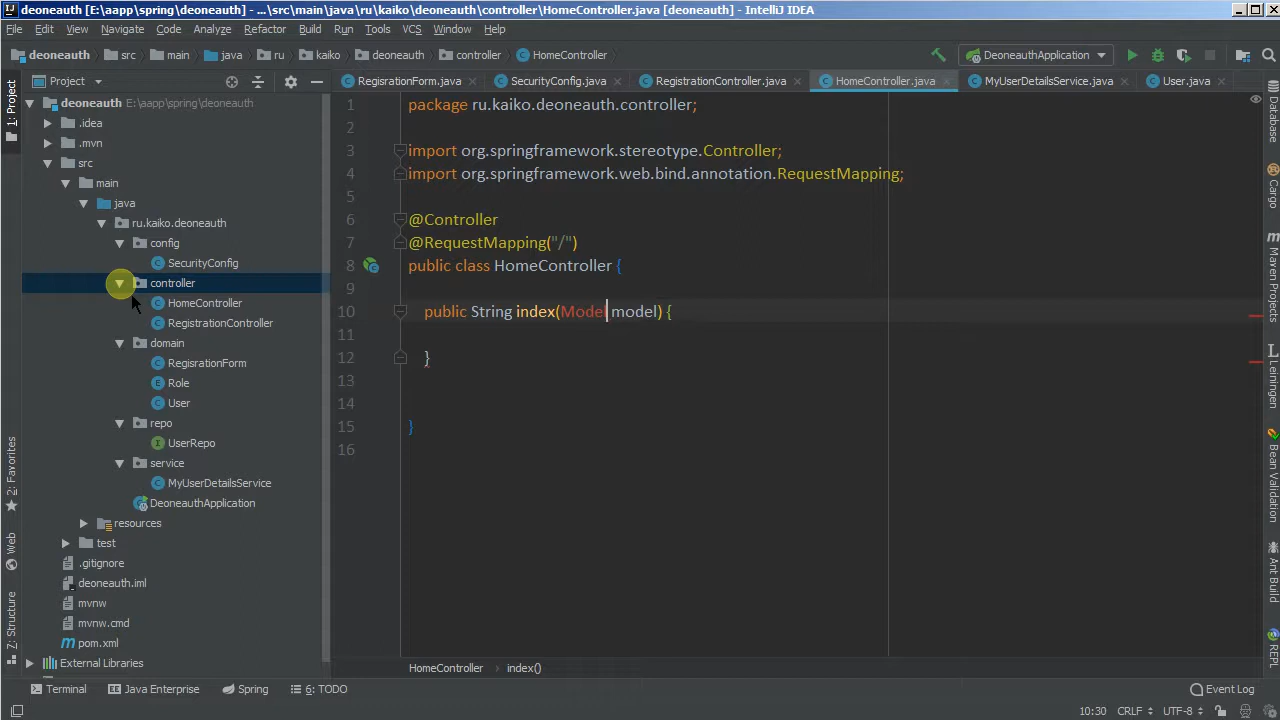 deoneauth [E:\aapp\spring\deoneauth] - ...\src\main\java\ru\kaiko\deoneauth\controller\HomeController.java [deoneauth] - IntelliJ IDEA
File Edit View Navigate Code Analyze Refactor Build Run Tools VCS Window Help
deoneauth src main java ru kaiko deoneauth controller HomeController DeoneauthApplication
Project
RegisrationForm.java SecurityConfig.java RegistrationController.java HomeController.java MyUserDetailsService.java User.java
deoneauth E:\aapp\spring\deoneauth
.idea
.mvn
src
main
java
ru.kaiko.deoneauth
config
SecurityConfig
controller
HomeController
RegistrationController
domain
RegisrationForm
Role
User
repo
UserRepo
service
MyUserDetailsService
DeoneauthApplication
resources
test
.gitignore
deoneauth.iml
mvnw
mvnw.cmd
pom.xml
External Libraries
1 package ru.kaiko.deoneauth.controller;
2
3 import org.springframework.stereotype.Controller;
4 import org.springframework.web.bind.annotation.RequestMapping;
5
6 @Controller
7 @RequestMapping("/")
8 public class HomeController {
9
10 public String index(Model model) {
11
12 }
13
14
15 }
16
HomeController › index()
1: Project
2: Favorites
Web
Z: Structure
Database
Cargo
Maven Projects
Leiningen
Bean Validation
Ant Build
REPL
Terminal Java Enterprise Spring 6: TODO Event Log
10:30 CRLF UTF-8